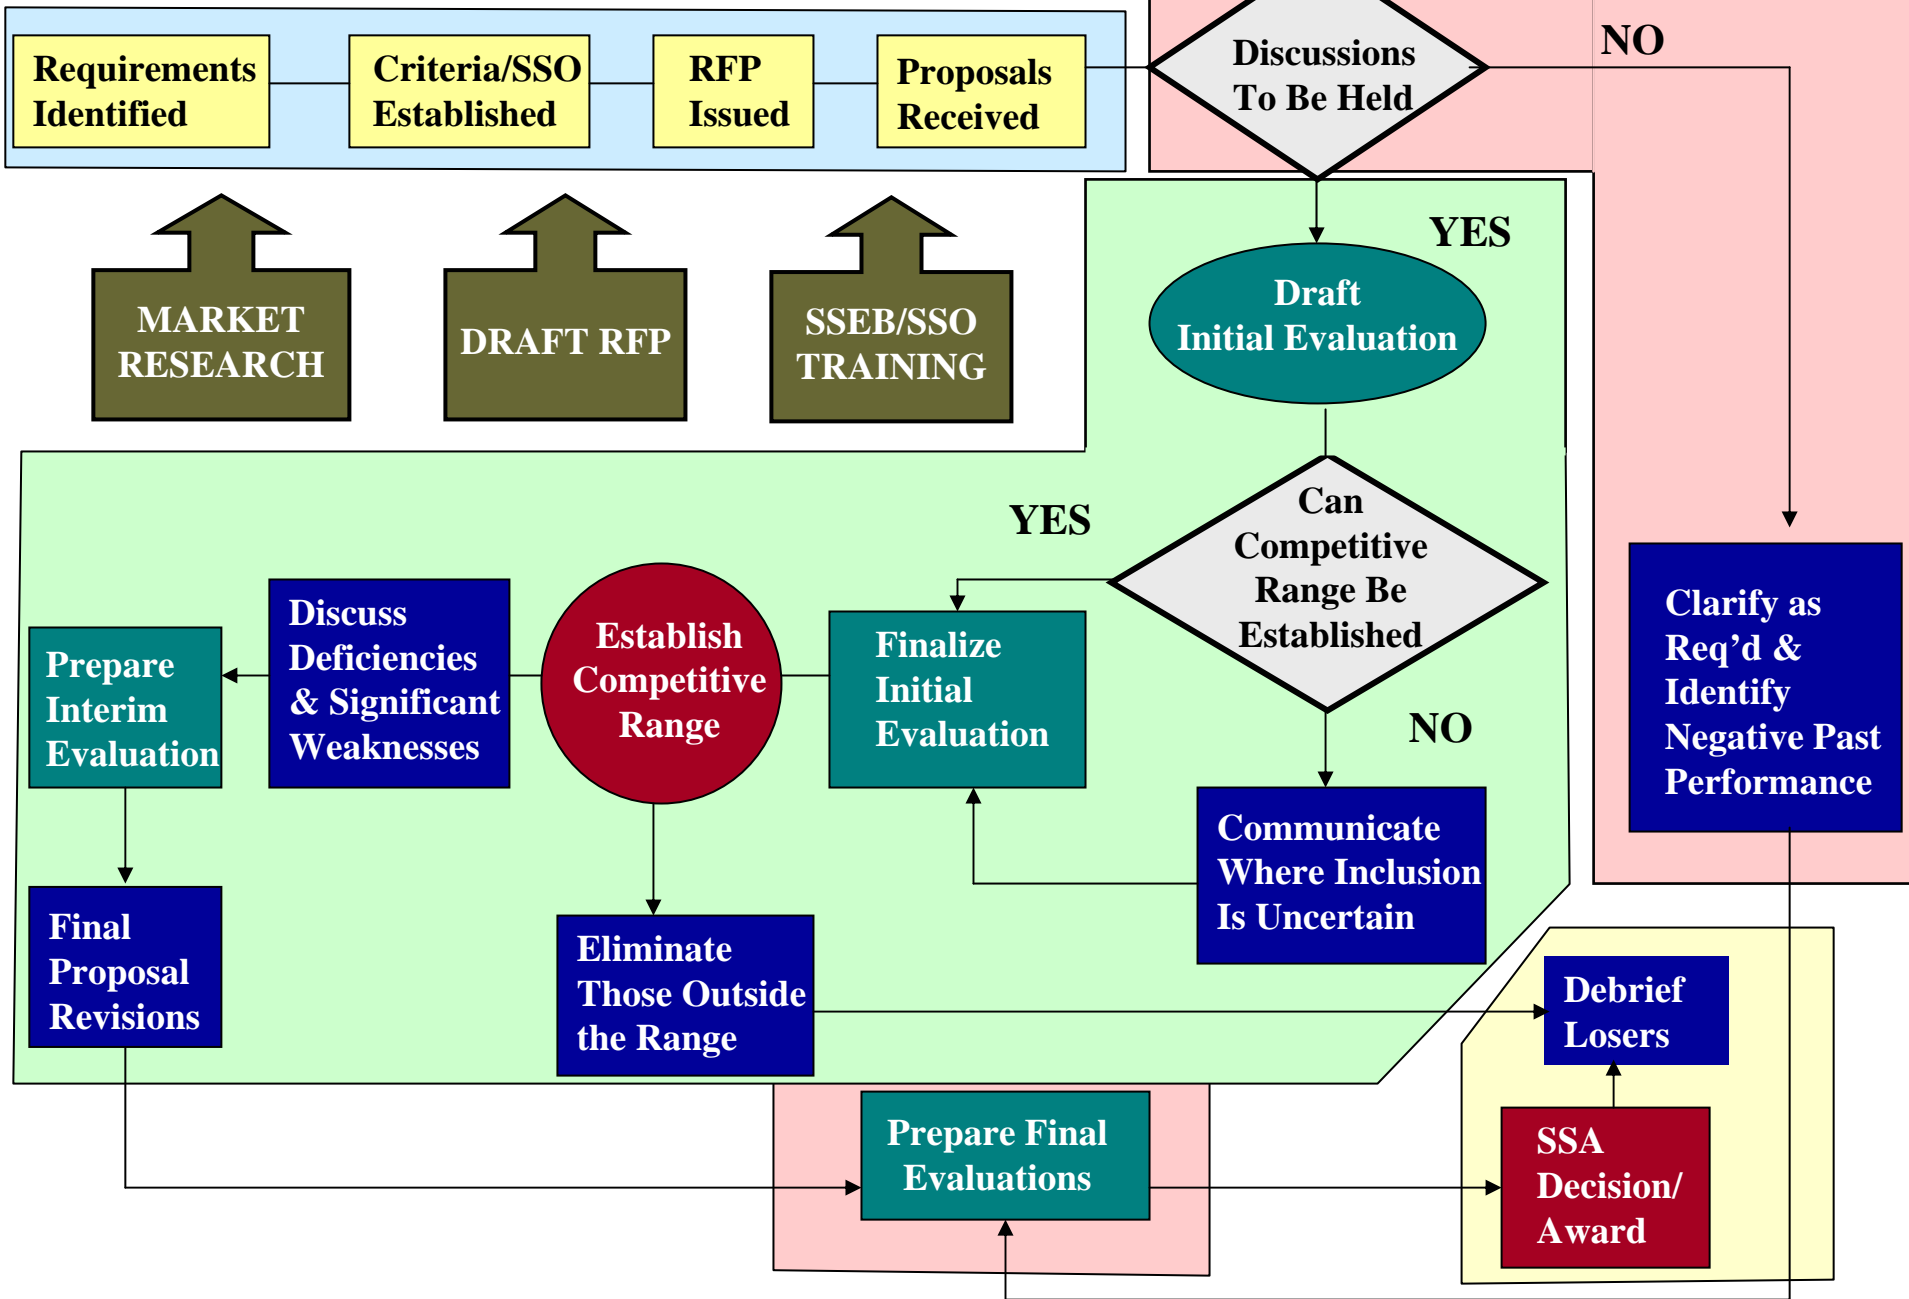 Requirements
Identified
Criteria/SSO
Established
RFP
Issued
Proposals
Received
Discussions
To Be Held
NO
YES
MARKET
RESEARCH
DRAFT RFP
SSEB/SSO
TRAINING
Draft
Initial Evaluation
Can
Competitive
Range Be
Established
YES
NO
Clarify as
Req’d &
Identify
Negative Past
Performance
Finalize
Initial
Evaluation
Establish
Competitive
Range
Discuss
Deficiencies
& Significant
Weaknesses
Prepare
Interim
Evaluation
Communicate
Where Inclusion
Is Uncertain
Final
Proposal
Revisions
Eliminate
Those Outside
the Range
Debrief
Losers
Prepare Final
Evaluations
SSA
Decision/
Award